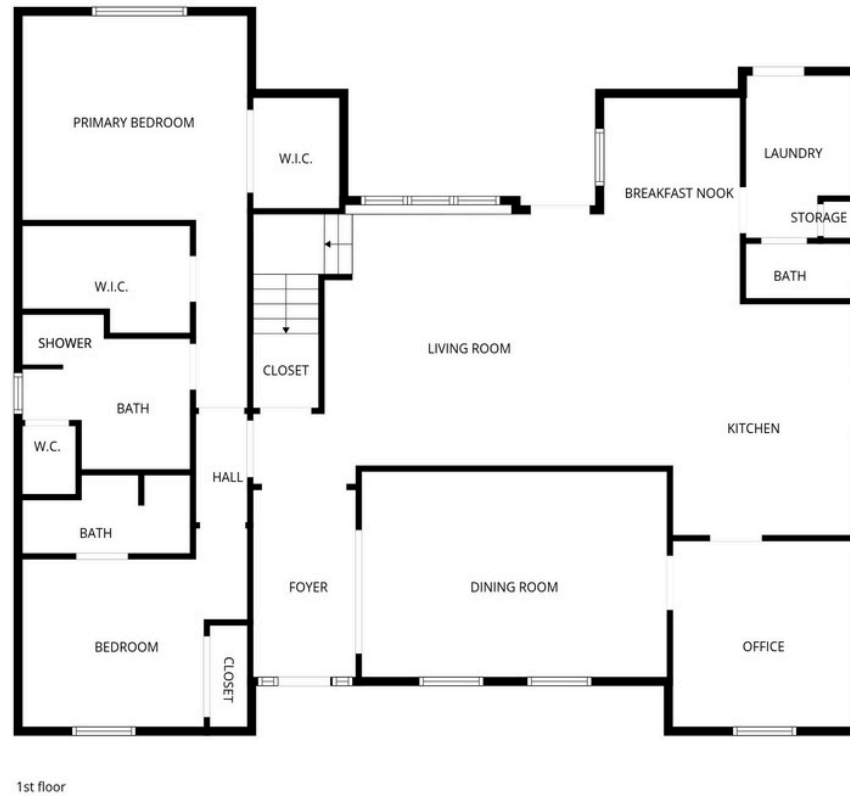 PRIMARY BEDROOM
W.I.C.
LAUNDRY
BREAKFAST NOOK
STORAGE
W.I.C.
BATH
SHOWER
LIVING ROOM
CLOSET
BATH
KITCHEN
W.C.
HALL
BATH
FOYER
DINING ROOM
BEDROOM
CLOSET
OFFICE
1st floor